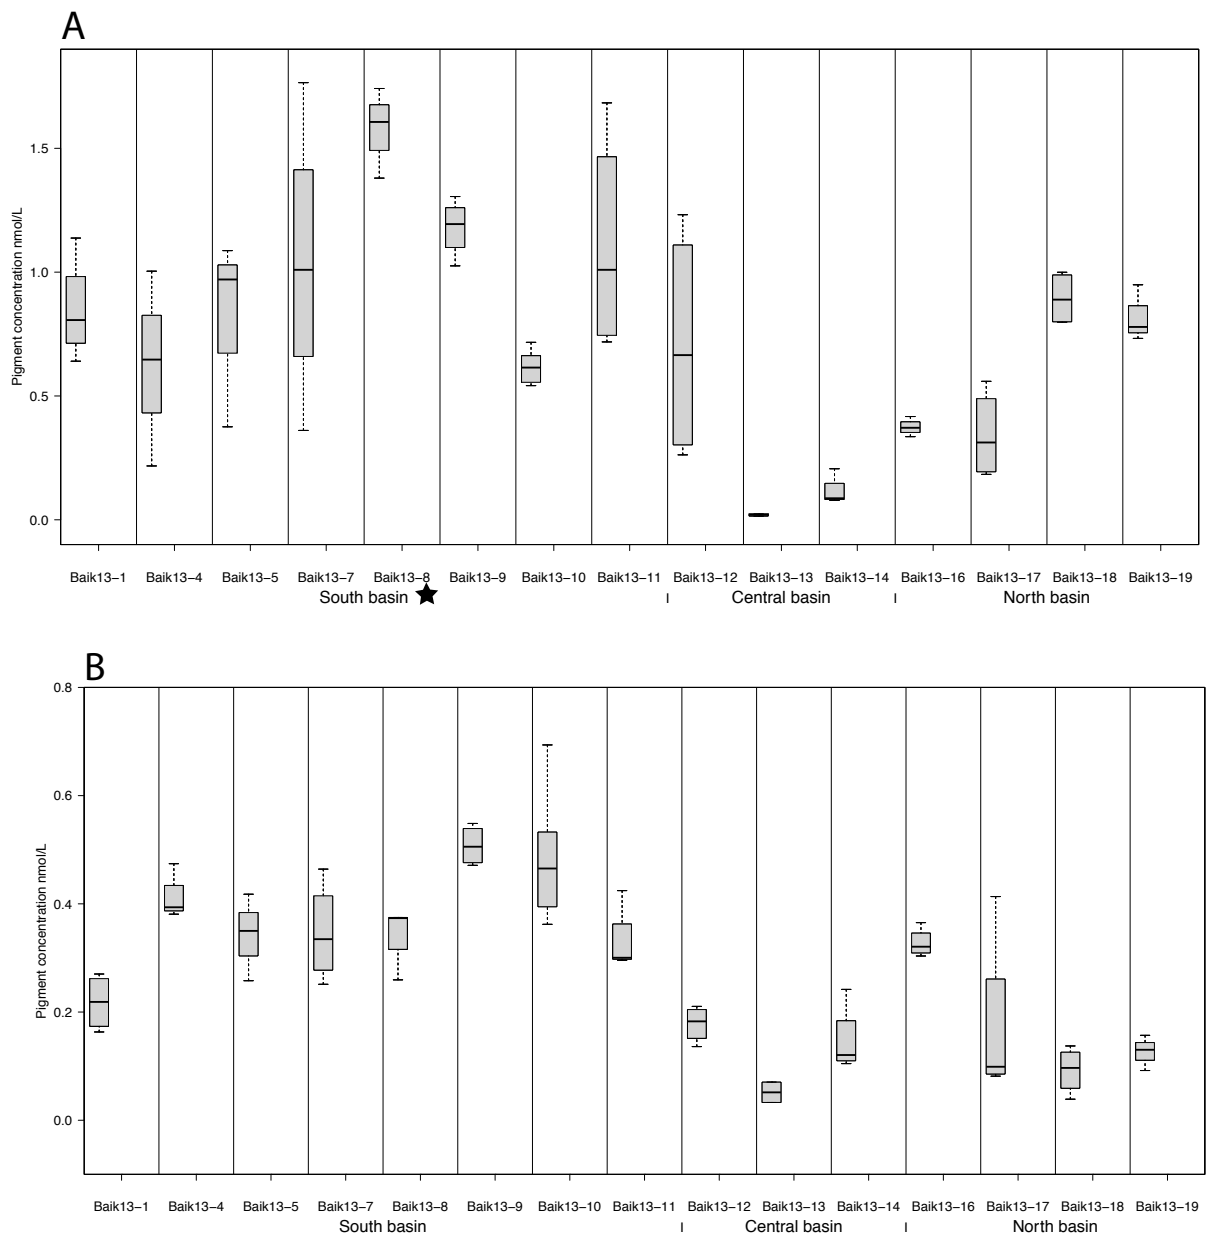 A
Pigment concentration nmol/L
1.5
1.0
0.5
0.0
Baik13−1 Baik13−4 Baik13−5 Baik13−7 Baik13−8 Baik13−9 Baik13−10 Baik13−11 Baik13−12 Baik13−13 Baik13−14 Baik13−16 Baik13−17 Baik13−18 Baik13−19
South basin ★ Central basin North basin
B
Pigment concentration nmol/L
0.8
0.6
0.4
0.2
0.0
Baik13−1 Baik13−4 Baik13−5 Baik13−7 Baik13−8 Baik13−9 Baik13−10 Baik13−11 Baik13−12 Baik13−13 Baik13−14 Baik13−16 Baik13−17 Baik13−18 Baik13−19
South basin Central basin North basin